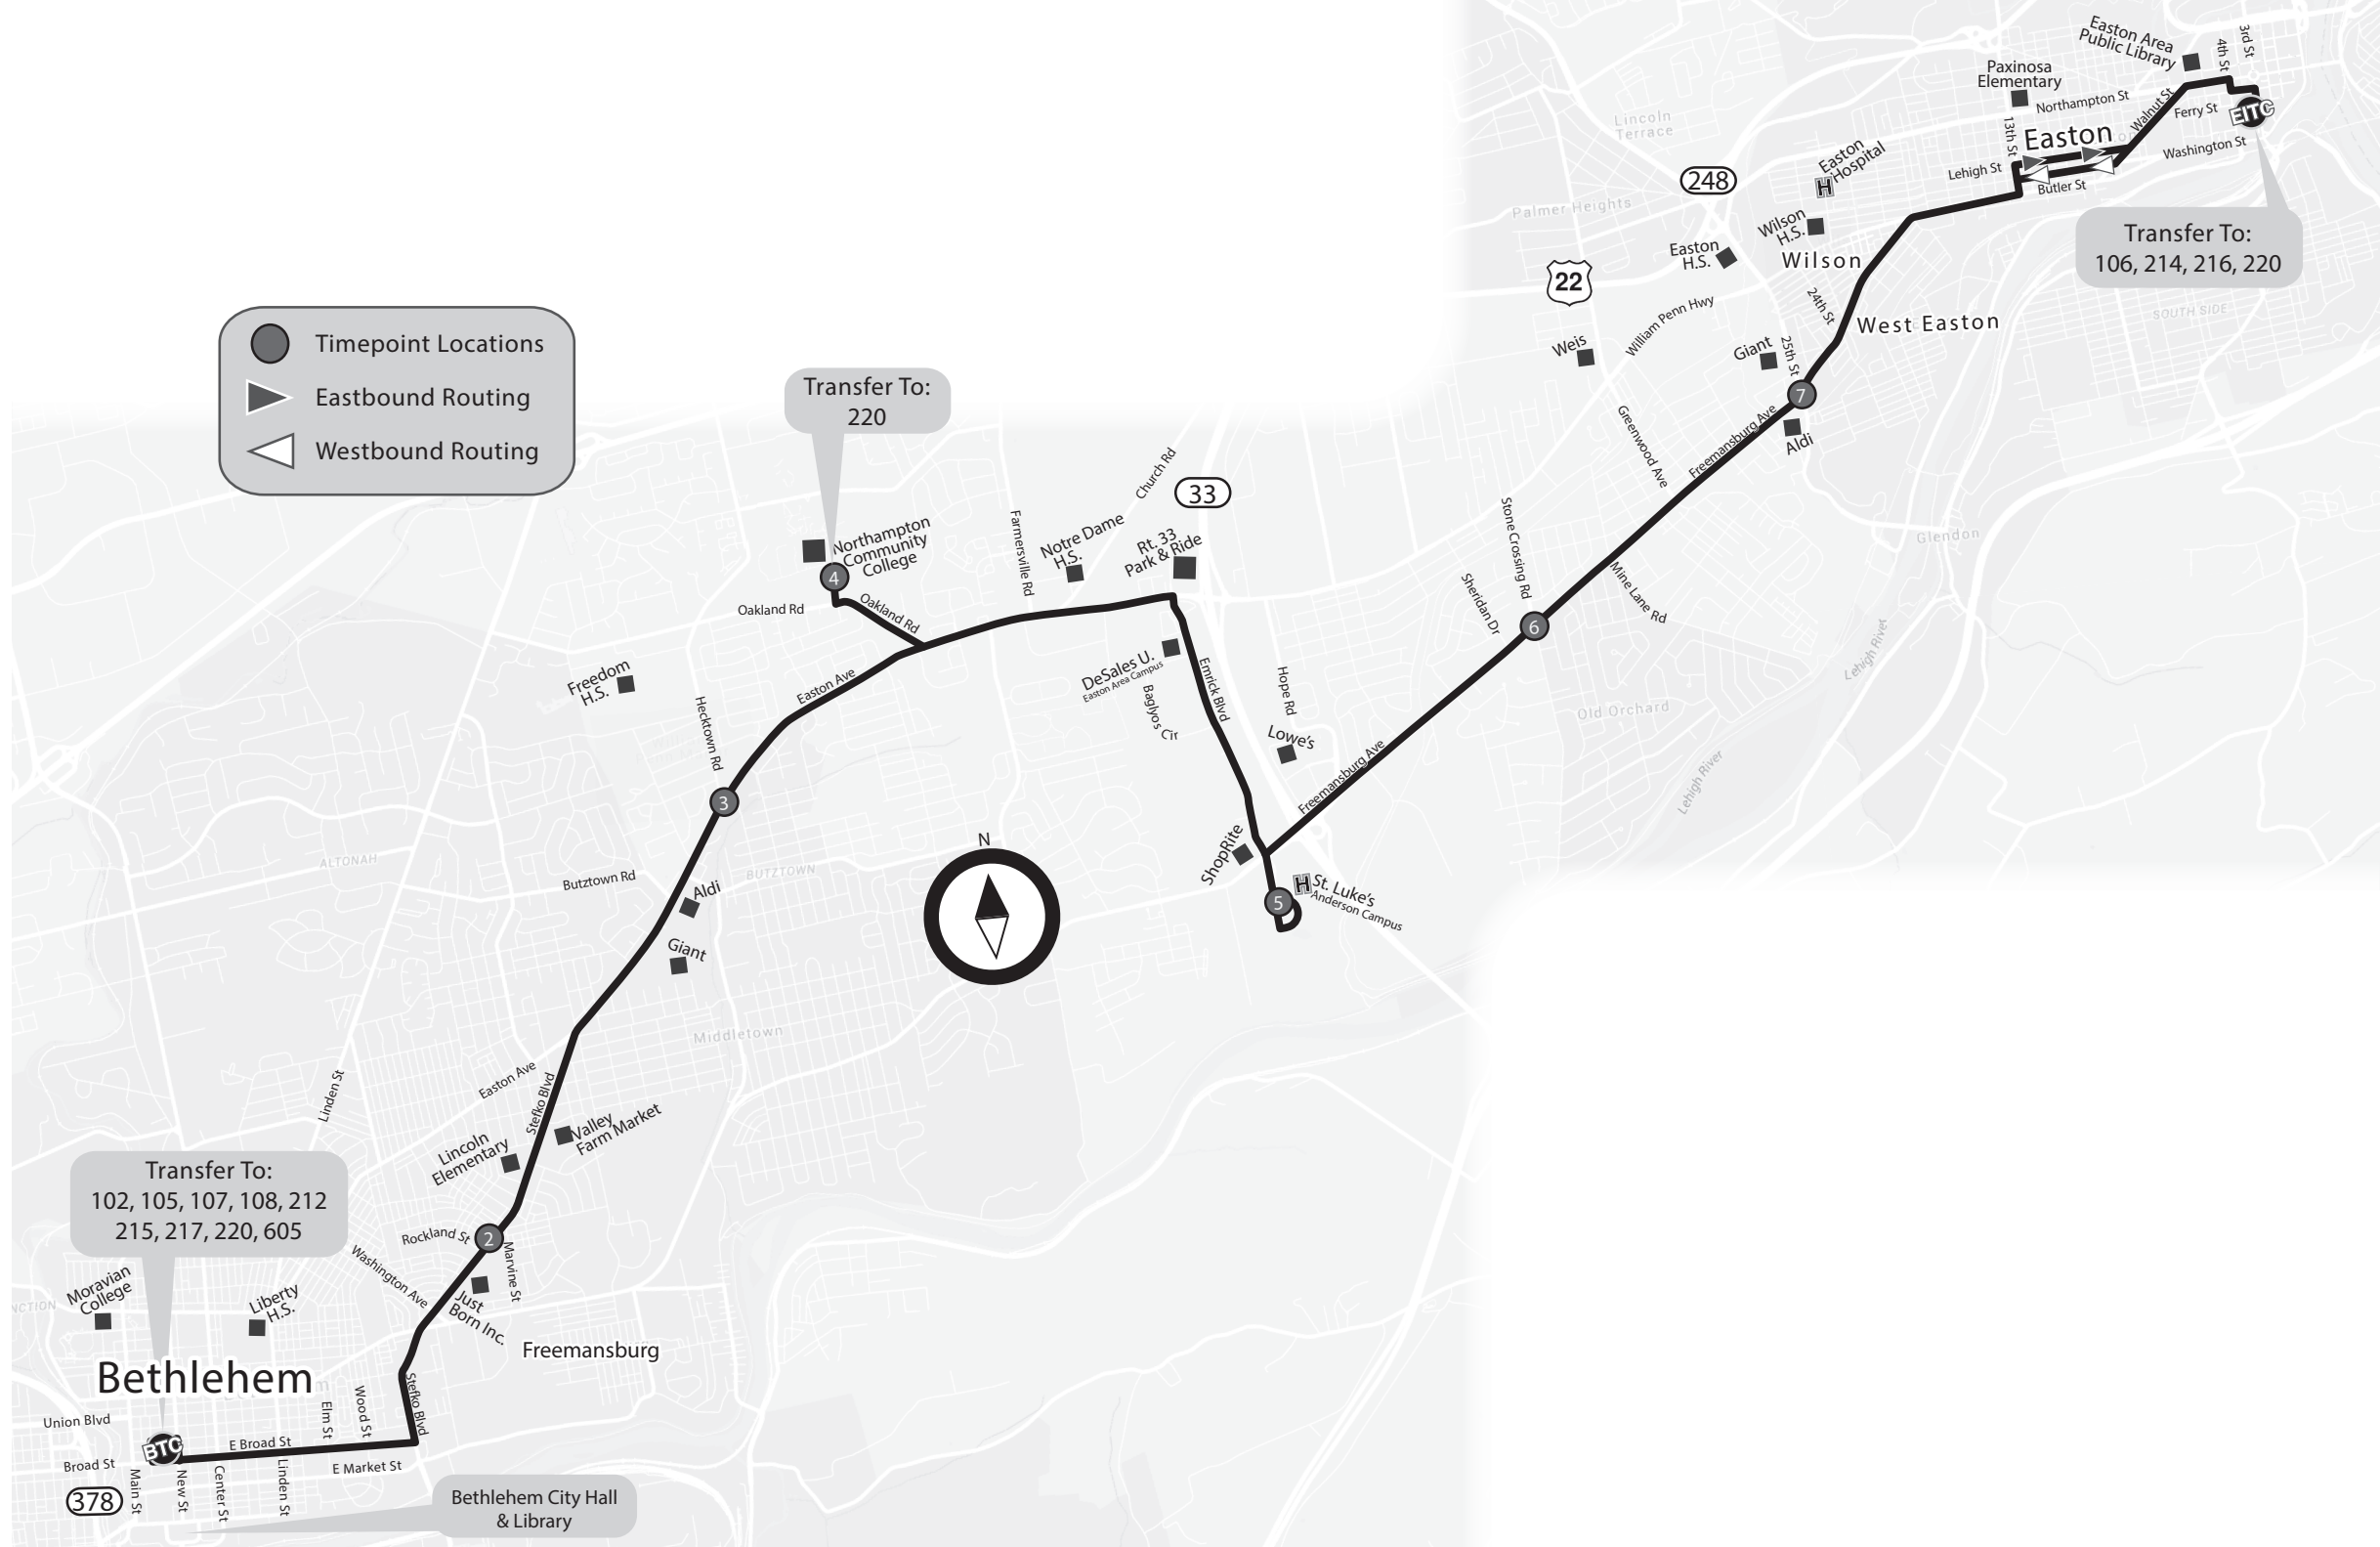 Easton Area
Public Library
4th St
3rd St
Paxinosa
Elementary
Northampton St
Walnut St
Ferry St
EITC
13th St
Easton
Washington St
Lehigh St
Butler St
Transfer To:
106, 214, 216, 220
SOUTH SIDE
Lincoln
Terrace
248
Easton
Hospital
Palmer Heights
Wilson
H.S.
Easton
H.S.
Wilson
22
24th St
William Penn Hwy
West Easton
Weis
Giant
25th St
7
Greenwood Ave
Freemansburg Ave
Aldi
Timepoint Locations
Eastbound Routing
Westbound Routing
Transfer To:
220
Church Rd
33
Northampton
Community
College
4
Oakland Rd
Oakland Rd
Farmersville Rd
Notre Dame
H.S.
Rt. 33
Park & Ride
Stone Crossing Rd
Sheridan Dr
6
Mine Lane Rd
Glendon
Lehigh River
Old Orchard
Lehigh River
Freedom
H.S.
Hecktown Rd
Easton Ave
DeSales U.
Easton Area Campus
Baglyos Cir
Emrick Blvd
Hope Rd
Lowe's
Freemansburg Ave
3
N
ShopRite
5
H
St. Luke's
Anderson Campus
ALTONAH
Butztown Rd
BUTZTOWN
Aldi
Giant
Middletown
Linden St
Easton Ave
Stefko Blvd
Valley
Farm Market
Lincoln
Elementary
Transfer To:
102, 105, 107, 108, 212
215, 217, 220, 605
Rockland St
2
Marvine St
Washington Ave
Just
Born Inc.
Moravian
College
Liberty
H.S.
Freemansburg
Bethlehem
Union Blvd
Elm St
Wood St
Stefko Blvd
BTC
E Broad St
Broad St
E Market St
378
Main St
New St
Center St
Linden St
Bethlehem City Hall
& Library